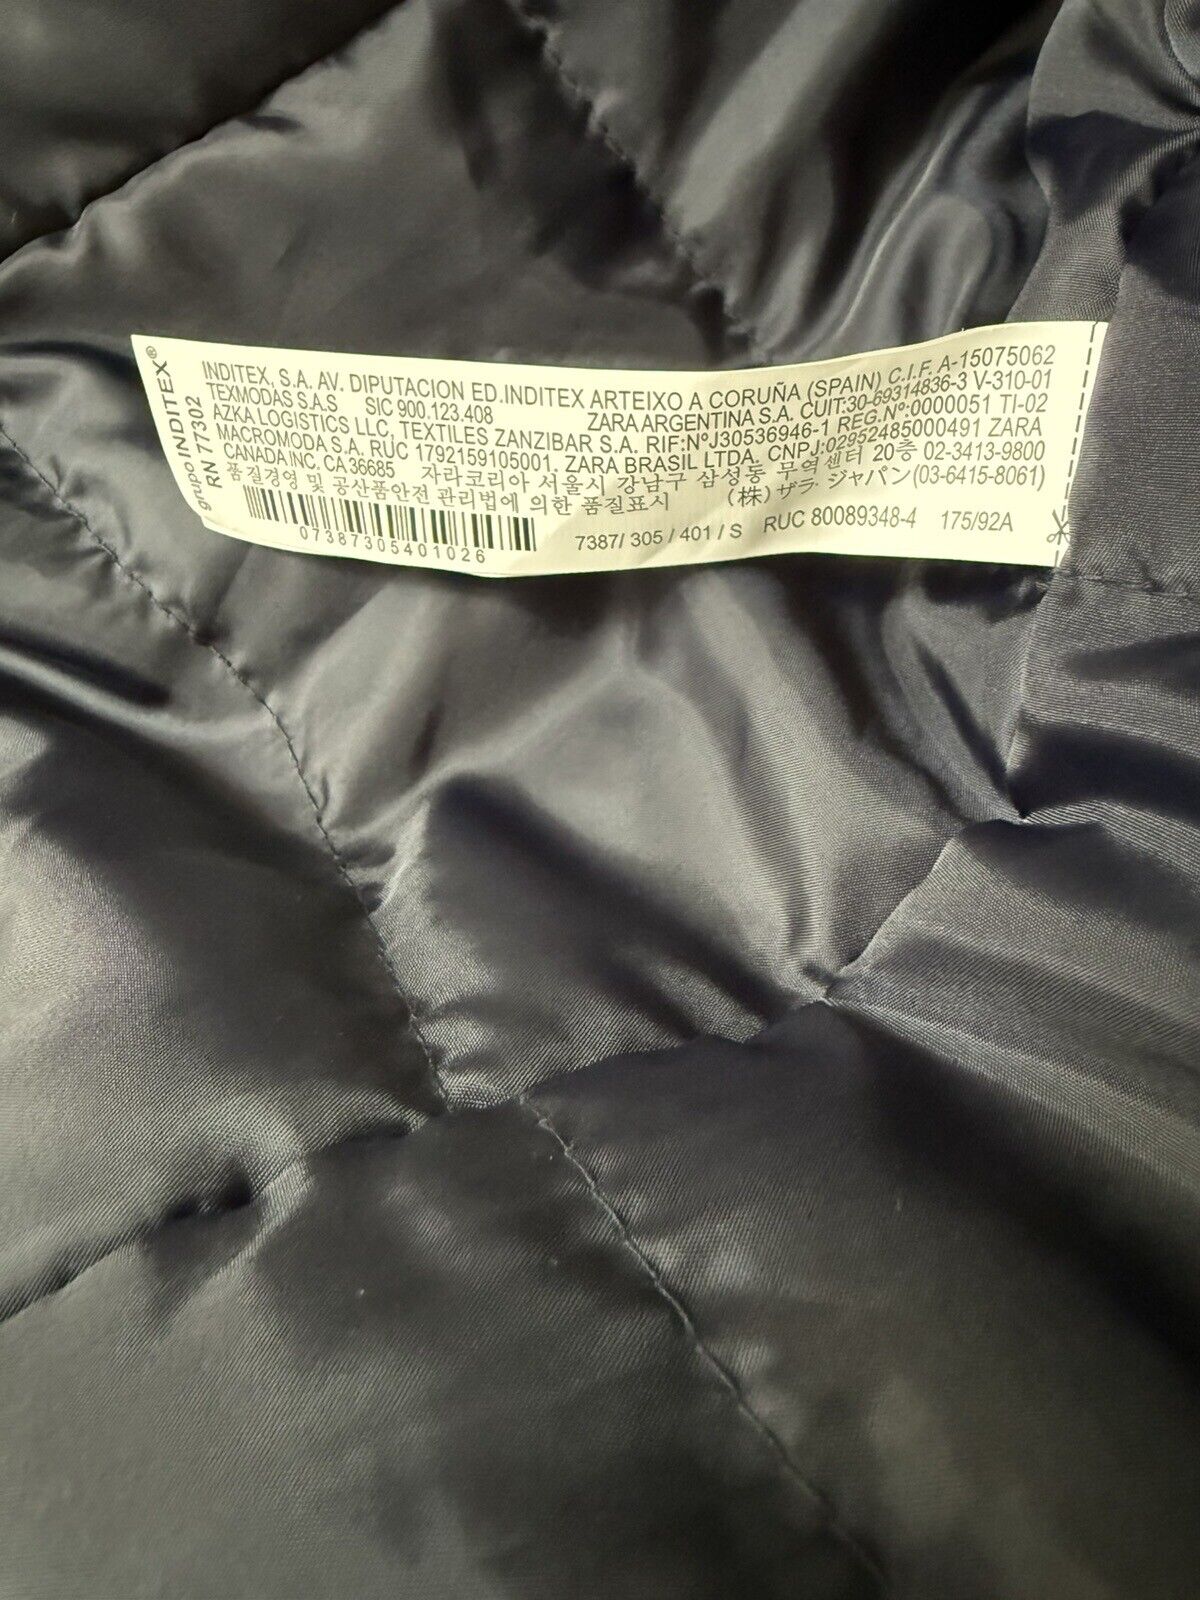 grupo INDITEX®
RN 77302
INDITEX, S.A. AV. DIPUTACION ED.INDITEX ARTEIXO A CORUÑA (SPAIN) C.I.F. A-15075062
TEXMODAS S.A.S SIC 900.123.408 ZARA ARGENTINA S.A. CUIT:30-69314836-3 V-310-01
AZKA LOGISTICS LLC, TEXTILES ZANZIBAR S.A. RIF:NºJ30536946-1 REG.Nº:0000051 TI-02
MACROMODA S.A. RUC 1792159105001. ZARA BRASIL LTDA. CNPJ:02952485000491 ZARA
CANADA INC. CA 36685 자라코리아 서울시 강남구 삼성동 무역센터 20층 02-3413-9800
품질경영 및 공산품안전 관리법에 의한 품질표시 (株)ザラ・ジャパン(03-6415-8061)
07387305401026 7387/ 305 / 401 / S RUC 80089348-4 175/92A